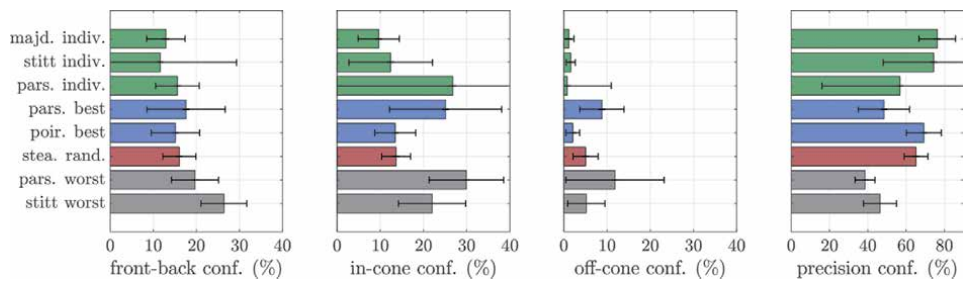 majd. indiv.
stitt indiv.
pars. indiv.
pars. best
poir. best
stea. rand.
pars. worst
stitt worst
0 10 20 30 40
front-back conf. (%)
0 10 20 30 40
in-cone conf. (%)
0 10 20 30 40
off-cone conf. (%)
0 20 40 60 80
precision conf. (%)